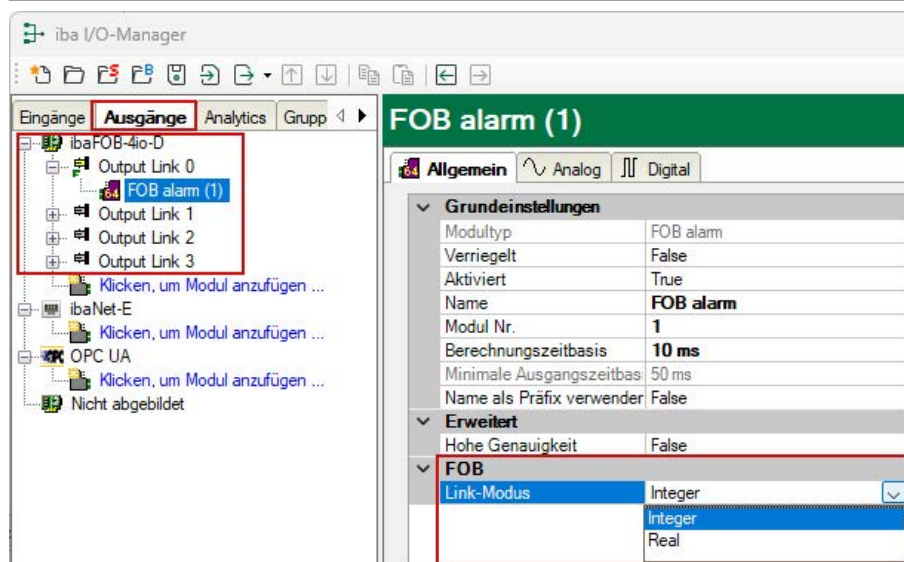 iba I/O-Manager
Eingänge Ausgänge Analytics Grupp
ibaFOB-4io-D
Output Link 0
FOB alarm (1)
Output Link 1
Output Link 2
Output Link 3
Klicken, um Modul anzufügen ...
ibaNet-E
Klicken, um Modul anzufügen ...
OPC UA
Klicken, um Modul anzufügen ...
Nicht abgebildet
FOB alarm (1)
Allgemein Analog Digital
Grundeinstellungen
Modultyp FOB alarm
Verriegelt False
Aktiviert True
Name FOB alarm
Modul Nr. 1
Berechnungszeitbasis 10 ms
Minimale Ausgangszeitbas 50 ms
Name als Präfix verwender False
Erweitert
Hohe Genauigkeit False
FOB
Link-Modus Integer
Integer
Real